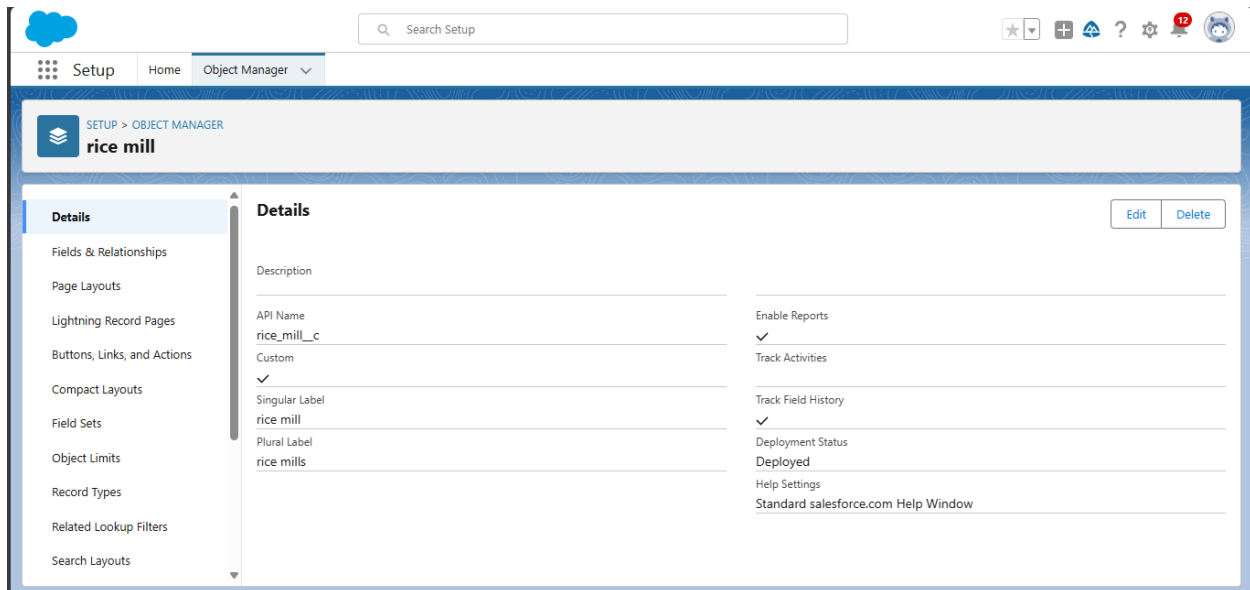 Search Setup
12
Setup
Home
Object Manager
SETUP > OBJECT MANAGER
rice mill
Details
Fields & Relationships
Page Layouts
Lightning Record Pages
Buttons, Links, and Actions
Compact Layouts
Field Sets
Object Limits
Record Types
Related Lookup Filters
Search Layouts
Details
Edit
Delete
Description
API Name
rice_mill__c
Custom
Singular Label
rice mill
Plural Label
rice mills
Enable Reports
Track Activities
Track Field History
Deployment Status
Deployed
Help Settings
Standard salesforce.com Help Window